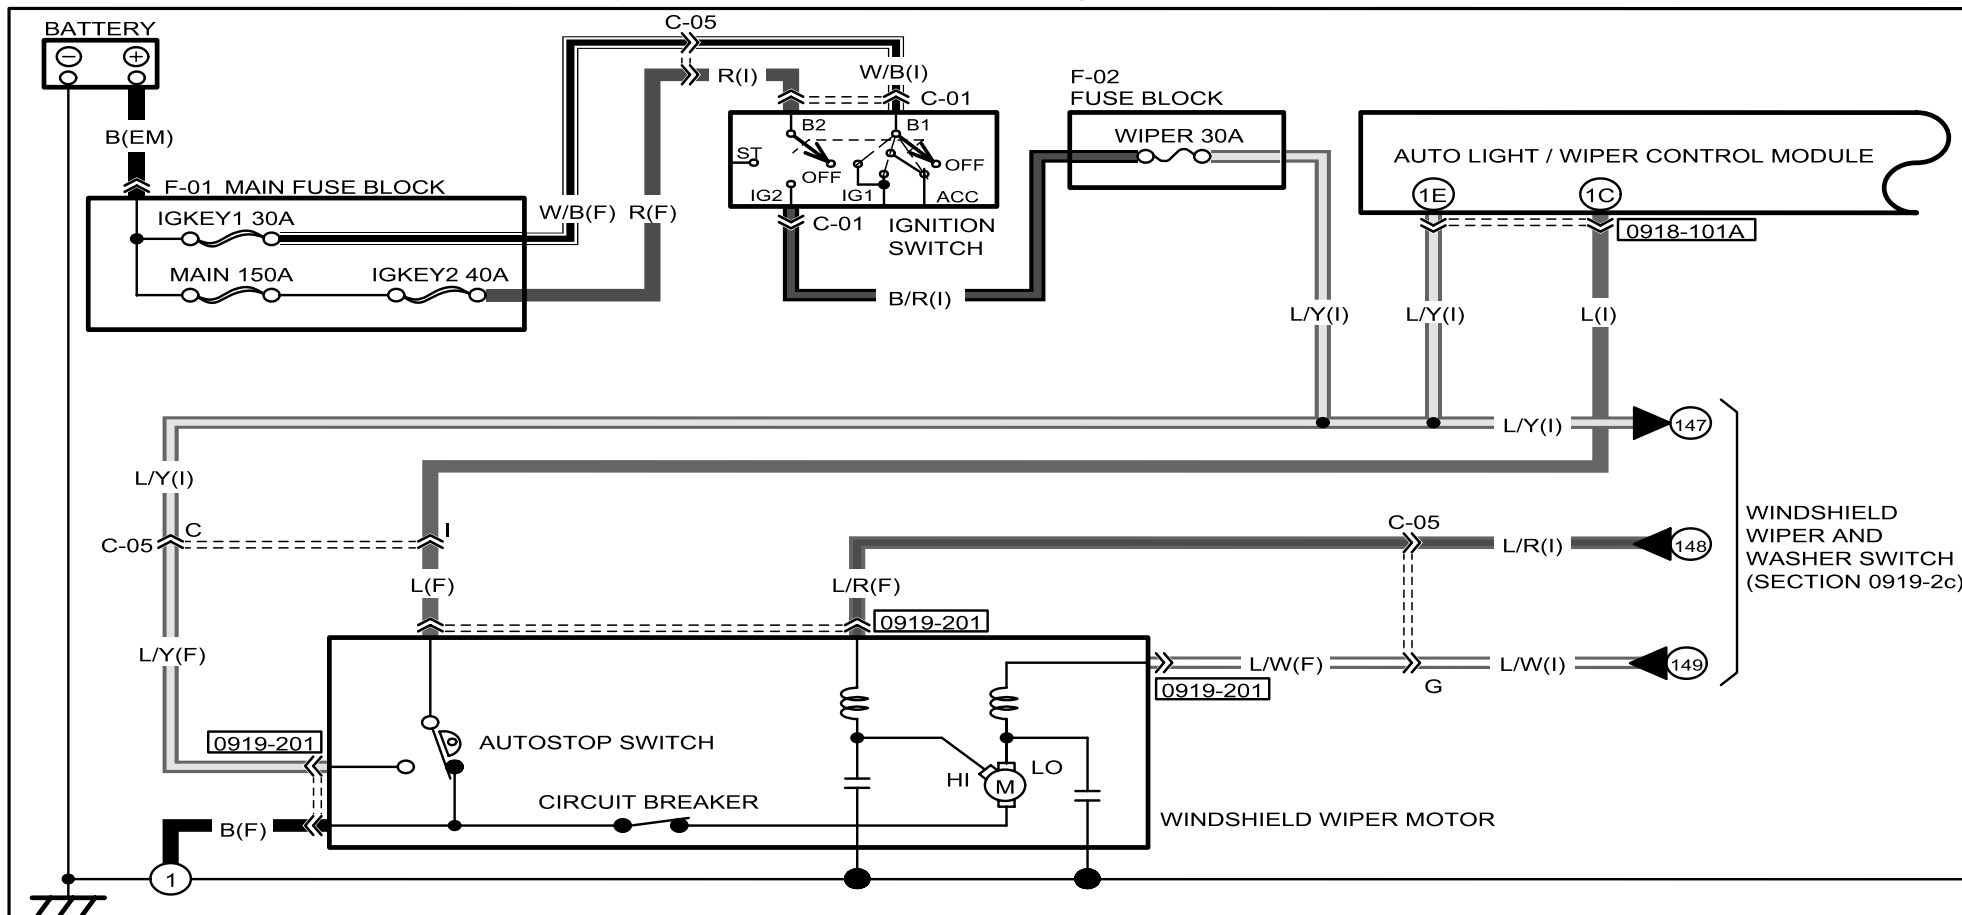 BATTERY
− +
B(EM)
C-05
R(I)
W/B(I)
C-01
F-02
FUSE BLOCK
WIPER 30A
AUTO LIGHT / WIPER CONTROL MODULE
1E
1C
0918-101A
F-01 MAIN FUSE BLOCK
IGKEY1 30A
MAIN 150A
IGKEY2 40A
W/B(F)
R(F)
B2
B1
ST
OFF
OFF
IG2
IG1
ACC
C-01
IGNITION
SWITCH
B/R(I)
L/Y(I)
L/Y(I)
L(I)
L/Y(I)
147
L/Y(I)
C-05
C
I
L(F)
L/R(F)
0919-201
C-05
L/R(I)
148
WINDSHIELD
WIPER AND
WASHER SWITCH
(SECTION 0919-2c)
L/Y(F)
L/W(F)
L/W(I)
149
G
0919-201
0919-201
AUTOSTOP SWITCH
HI
LO
M
CIRCUIT BREAKER
WINDSHIELD WIPER MOTOR
B(F)
1